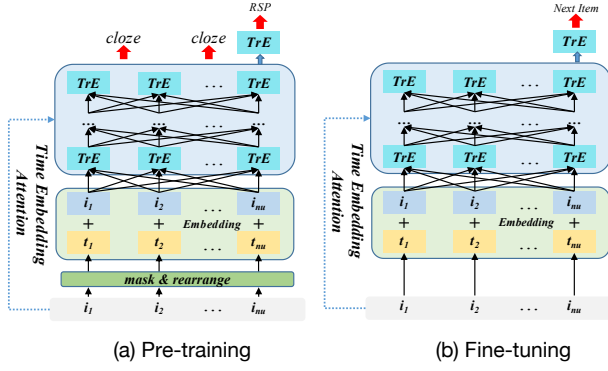 RSP
cloze cloze TrE
TrE TrE ... TrE
... ... ...
TrE TrE ... TrE
i1 i2 ... inu
+ + Embedding +
t1 t2 ... tnu
mask & rearrange
i1 i2 ... inu
Time Embedding
Attention
(a) Pre-training
Next Item
TrE
TrE TrE ... TrE
... ... ...
TrE TrE ... TrE
i1 i2 ... inu
+ + Embedding +
t1 t2 ... tnu
i1 i2 ... inu
Time Embedding
Attention
(b) Fine-tuning